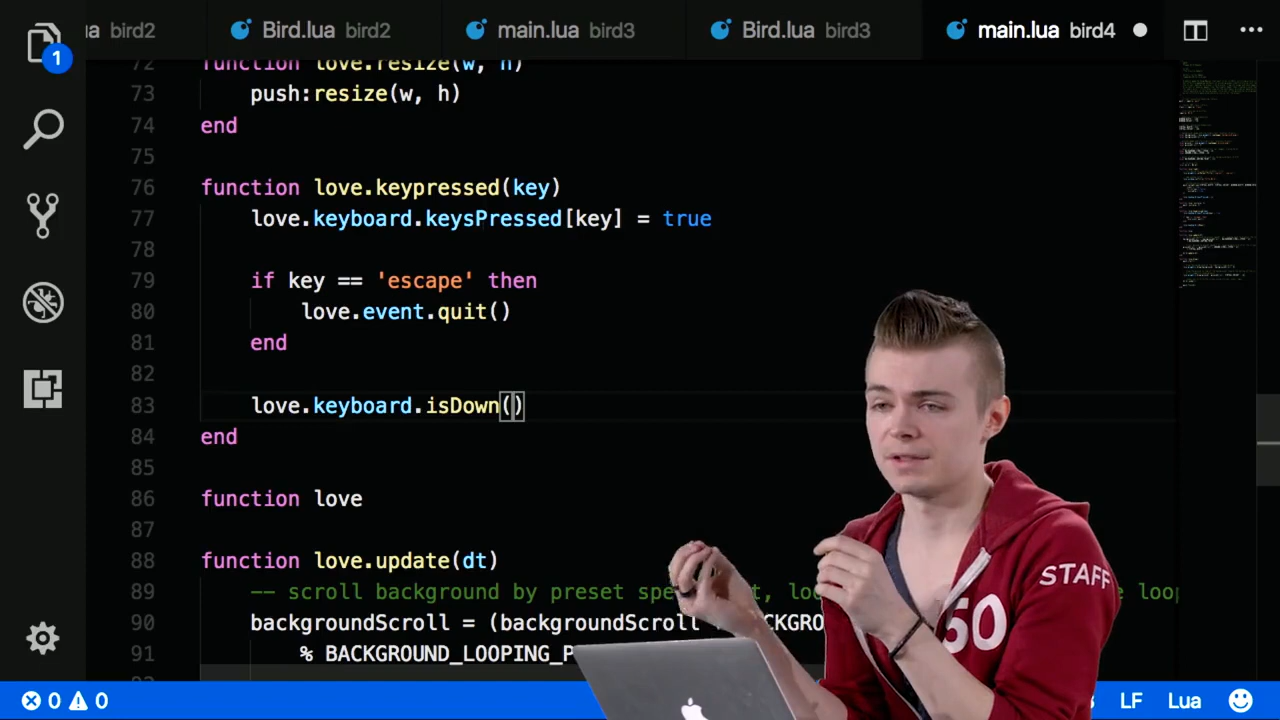 ua bird2
Bird.lua bird2
main.lua bird3
Bird.lua bird3
main.lua bird4
1
72 function love.resize(w, h)
73 push:resize(w, h)
74 end
75
76 function love.keypressed(key)
77 love.keyboard.keysPressed[key] = true
78
79 if key == 'escape' then
80 love.event.quit()
81 end
82
83 love.keyboard.isDown()
84 end
85
86 function love
87
88 function love.update(dt)
89 -- scroll background by preset spe t, loo e loop
90 backgroundScroll = (backgroundScroll CKGRO
91 % BACKGROUND_LOOPING_P
STAFF
50
0 0
LF
Lua